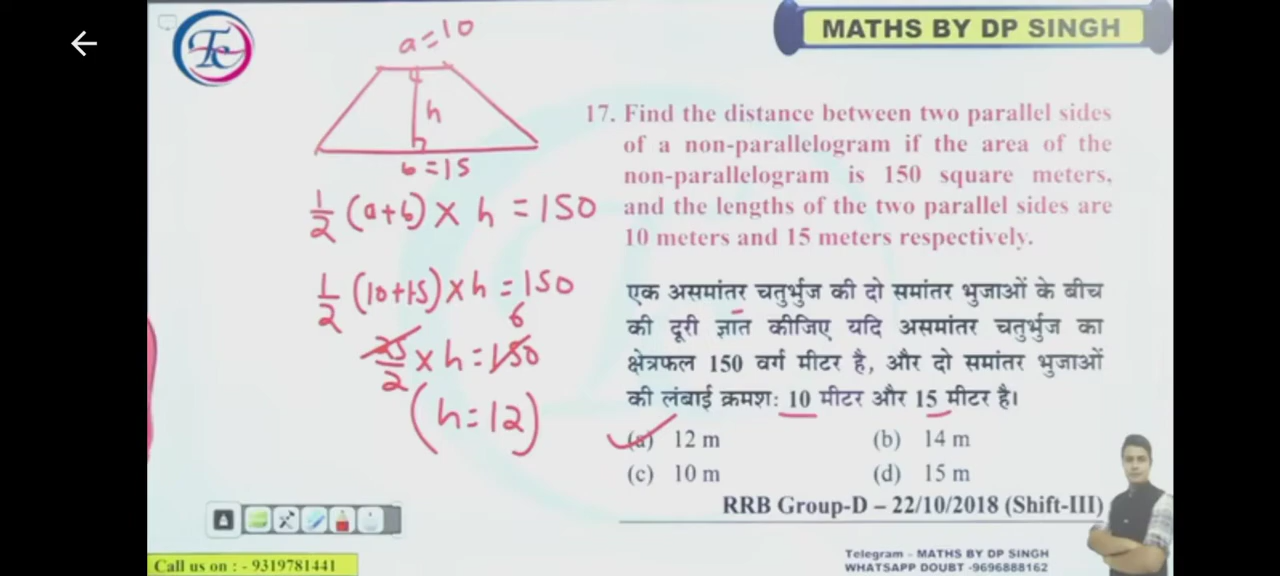 Tc
MATHS BY DP SINGH
a=10
h
b=15
1/2 (a+b) × h = 150
1/2 (10+15) × h = 150
6
25/2 × h = 150
(h=12)
17. Find the distance between two parallel sides
of a non-parallelogram if the area of the
non-parallelogram is 150 square meters,
and the lengths of the two parallel sides are
10 meters and 15 meters respectively.
एक असमांतर चतुर्भुज की दो समांतर भुजाओं के बीच
की दूरी ज्ञात कीजिए यदि असमांतर चतुर्भुज का
क्षेत्रफल 150 वर्ग मीटर है, और दो समांतर भुजाओं
की लंबाई क्रमशः 10 मीटर और 15 मीटर है।
(a) 12 m (b) 14 m
(c) 10 m (d) 15 m
RRB Group-D – 22/10/2018 (Shift-III)
Call us on : - 9319781441
Telegram - MATHS BY DP SINGH
WHATSAPP DOUBT -9696888162